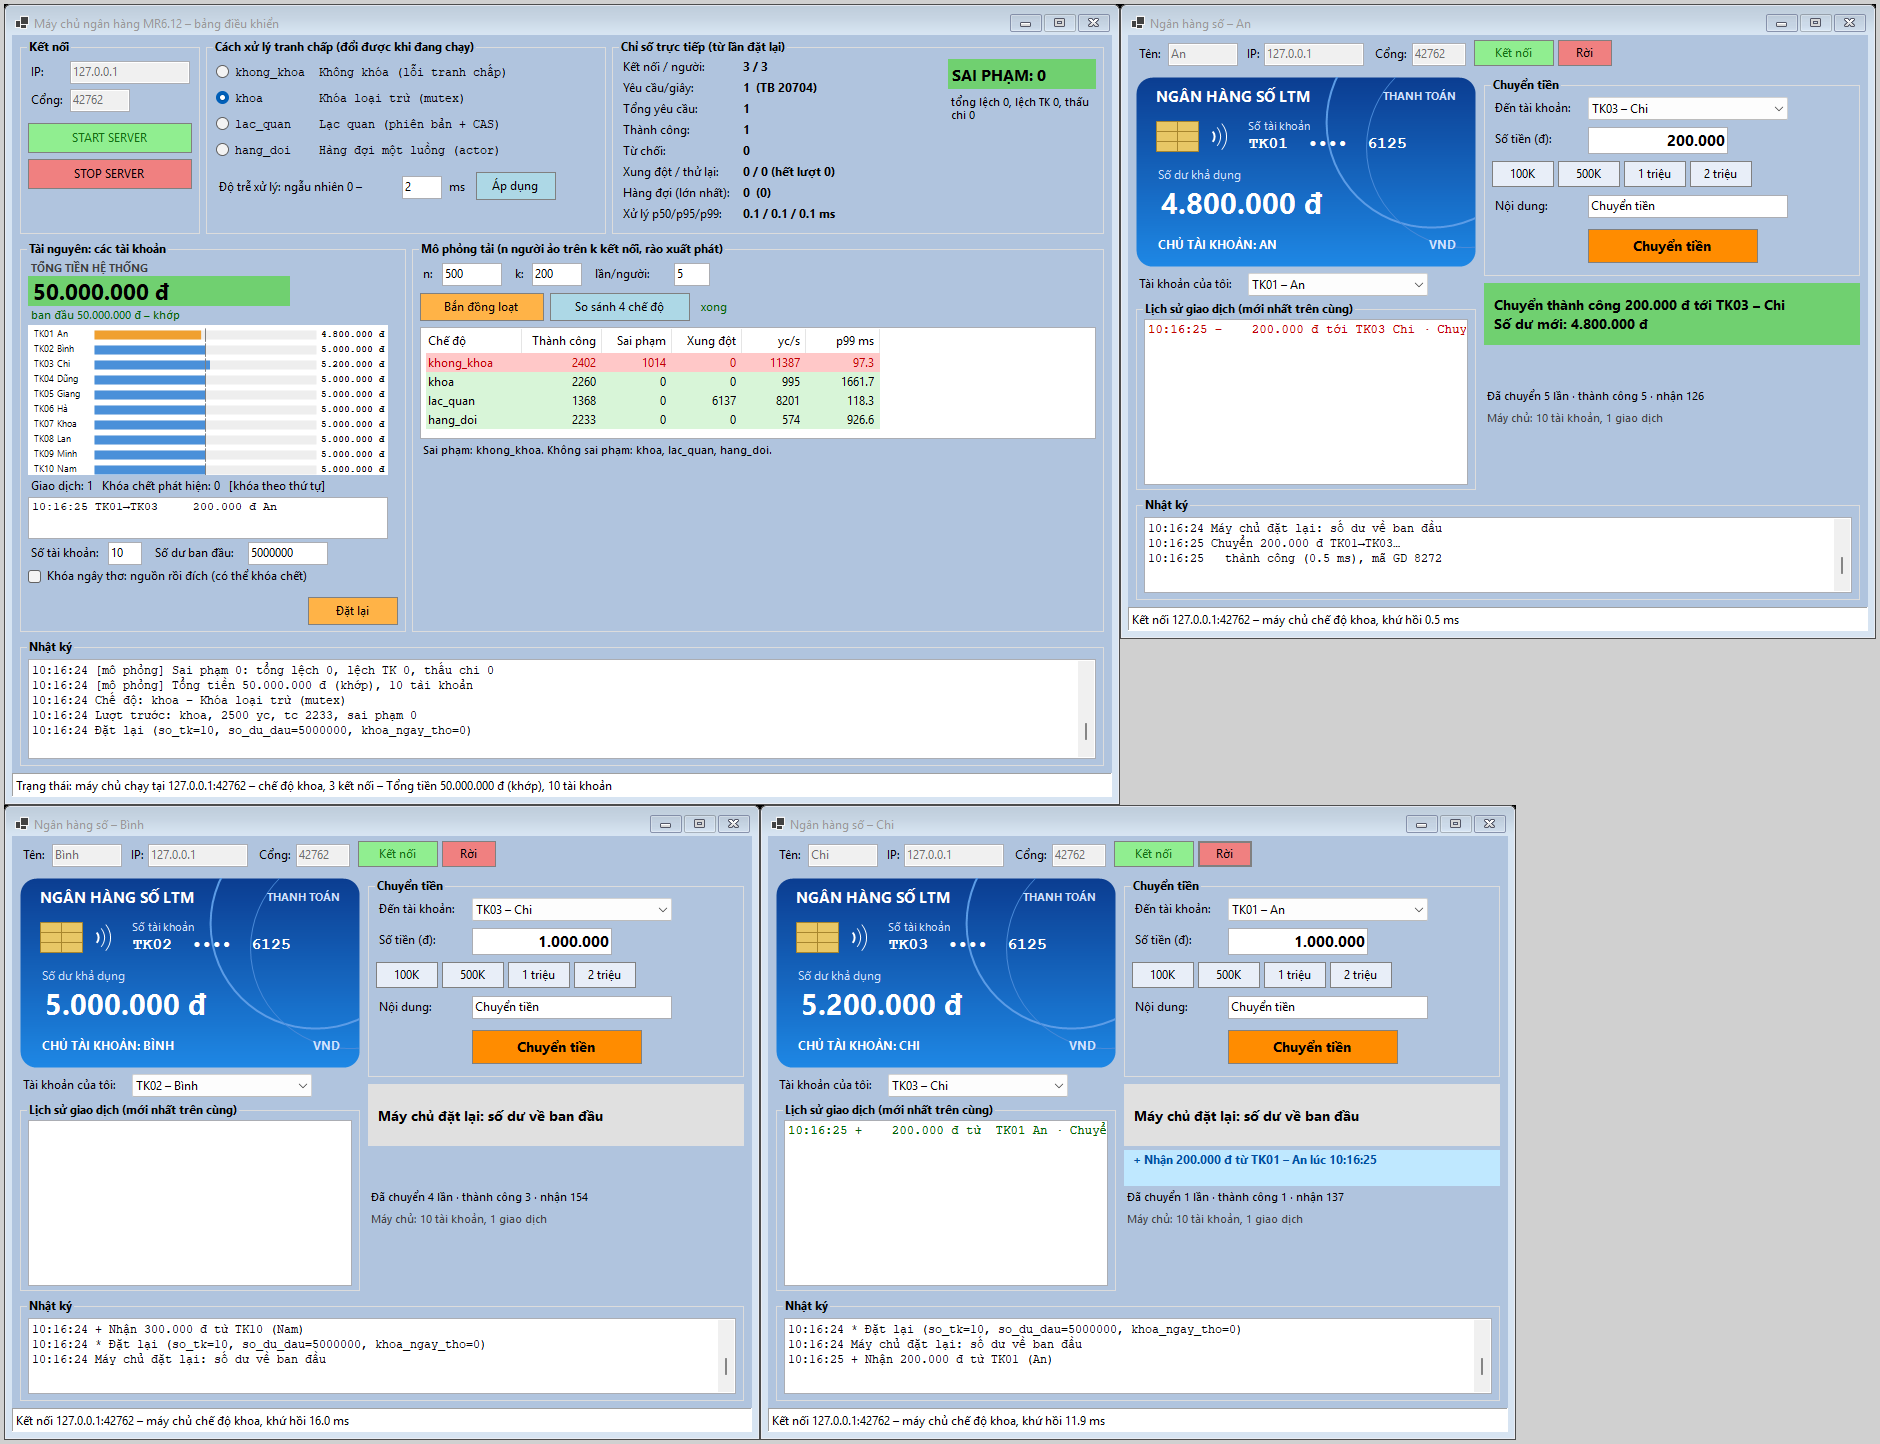 Máy chủ ngân hàng MR6.12 – bảng điều khiển
Kết nối
IP: 127.0.0.1
Cổng: 42762
START SERVER
STOP SERVER
Cách xử lý tranh chấp (đổi được khi đang chạy)
khong_khoa Không khóa (lỗi tranh chấp)
khoa Khóa loại trừ (mutex)
lac_quan Lạc quan (phiên bản + CAS)
hang_doi Hàng đợi một luồng (actor)
Độ trễ xử lý: ngẫu nhiên 0 – 2 ms Áp dụng
Chỉ số trực tiếp (từ lần đặt lại)
Kết nối / người: 3 / 3
Yêu cầu/giây: 1 (TB 20704)
Tổng yêu cầu: 1
Thành công: 1
Từ chối: 0
Xung đột / thử lại: 0 / 0 (hết lượt 0)
Hàng đợi (lớn nhất): 0 (0)
Xử lý p50/p95/p99: 0.1 / 0.1 / 0.1 ms
SAI PHẠM: 0
tổng lệch 0, lệch TK 0, thấu
chi 0
Tài nguyên: các tài khoản
TỔNG TIỀN HỆ THỐNG
50.000.000 đ
ban đầu 50.000.000 đ – khớp
TK01 An 4.800.000 đ
TK02 Bình 5.000.000 đ
TK03 Chi 5.200.000 đ
TK04 Dũng 5.000.000 đ
TK05 Giang 5.000.000 đ
TK06 Hà 5.000.000 đ
TK07 Khoa 5.000.000 đ
TK08 Lan 5.000.000 đ
TK09 Minh 5.000.000 đ
TK10 Nam 5.000.000 đ
Giao dịch: 1 Khóa chết phát hiện: 0 [khóa theo thứ tự]
10:16:25 TK01→TK03 200.000 đ An
Số tài khoản: 10 Số dư ban đầu: 5000000
Khóa ngây thơ: nguồn rồi đích (có thể khóa chết)
Đặt lại
Mô phỏng tải (n người ảo trên k kết nối, rào xuất phát)
n: 500 k: 200 lần/người: 5
Bắn đồng loạt So sánh 4 chế độ xong
Chế độ Thành công Sai phạm Xung đột yc/s p99 ms
khong_khoa 2402 1014 0 11387 97.3
khoa 2260 0 0 995 1661.7
lac_quan 1368 0 6137 8201 118.3
hang_doi 2233 0 0 574 926.6
Sai phạm: khong_khoa. Không sai phạm: khoa, lac_quan, hang_doi.
Nhật ký
10:16:24 [mô phỏng] Sai phạm 0: tổng lệch 0, lệch TK 0, thấu chi 0
10:16:24 [mô phỏng] Tổng tiền 50.000.000 đ (khớp), 10 tài khoản
10:16:24 Chế độ: khoa – Khóa loại trừ (mutex)
10:16:24 Lượt trước: khoa, 2500 yc, tc 2233, sai phạm 0
10:16:24 Đặt lại (so_tk=10, so_du_dau=5000000, khoa_ngay_tho=0)
Trạng thái: máy chủ chạy tại 127.0.0.1:42762 – chế độ khoa, 3 kết nối – Tổng tiền 50.000.000 đ (khớp), 10 tài khoản
Ngân hàng số – An
Tên: An IP: 127.0.0.1 Cổng: 42762 Kết nối Rời
NGÂN HÀNG SỐ LTM THANH TOÁN
Số tài khoản
TK01 •••• 6125
Số dư khả dụng
4.800.000 đ
CHỦ TÀI KHOẢN: AN VND
Tài khoản của tôi: TK01 – An
Chuyển tiền
Đến tài khoản: TK03 – Chi
Số tiền (đ): 200.000
100K 500K 1 triệu 2 triệu
Nội dung: Chuyển tiền
Chuyển tiền
Lịch sử giao dịch (mới nhất trên cùng)
10:16:25 – 200.000 đ tới TK03 Chi · Chuy
Chuyển thành công 200.000 đ tới TK03 – Chi
Số dư mới: 4.800.000 đ
Đã chuyển 5 lần · thành công 5 · nhận 126
Máy chủ: 10 tài khoản, 1 giao dịch
Nhật ký
10:16:24 Máy chủ đặt lại: số dư về ban đầu
10:16:25 Chuyển 200.000 đ TK01→TK03…
10:16:25 thành công (0.5 ms), mã GD 8272
Kết nối 127.0.0.1:42762 – máy chủ chế độ khoa, khứ hồi 0.5 ms
Ngân hàng số – Bình
Tên: Bình IP: 127.0.0.1 Cổng: 42762 Kết nối Rời
NGÂN HÀNG SỐ LTM THANH TOÁN
Số tài khoản
TK02 •••• 6125
Số dư khả dụng
5.000.000 đ
CHỦ TÀI KHOẢN: BÌNH VND
Tài khoản của tôi: TK02 – Bình
Chuyển tiền
Đến tài khoản: TK03 – Chi
Số tiền (đ): 1.000.000
100K 500K 1 triệu 2 triệu
Nội dung: Chuyển tiền
Chuyển tiền
Lịch sử giao dịch (mới nhất trên cùng)
Máy chủ đặt lại: số dư về ban đầu
Đã chuyển 4 lần · thành công 3 · nhận 154
Máy chủ: 10 tài khoản, 1 giao dịch
Nhật ký
10:16:24 + Nhận 300.000 đ từ TK10 (Nam)
10:16:24 * Đặt lại (so_tk=10, so_du_dau=5000000, khoa_ngay_tho=0)
10:16:24 Máy chủ đặt lại: số dư về ban đầu
Kết nối 127.0.0.1:42762 – máy chủ chế độ khoa, khứ hồi 16.0 ms
Ngân hàng số – Chi
Tên: Chi IP: 127.0.0.1 Cổng: 42762 Kết nối Rời
NGÂN HÀNG SỐ LTM THANH TOÁN
Số tài khoản
TK03 •••• 6125
Số dư khả dụng
5.200.000 đ
CHỦ TÀI KHOẢN: CHI VND
Tài khoản của tôi: TK03 – Chi
Chuyển tiền
Đến tài khoản: TK01 – An
Số tiền (đ): 1.000.000
100K 500K 1 triệu 2 triệu
Nội dung: Chuyển tiền
Chuyển tiền
Lịch sử giao dịch (mới nhất trên cùng)
10:16:25 + 200.000 đ từ TK01 An · Chuyể
Máy chủ đặt lại: số dư về ban đầu
+ Nhận 200.000 đ từ TK01 – An lúc 10:16:25
Đã chuyển 1 lần · thành công 1 · nhận 137
Máy chủ: 10 tài khoản, 1 giao dịch
Nhật ký
10:16:24 * Đặt lại (so_tk=10, so_du_dau=5000000, khoa_ngay_tho=0)
10:16:24 Máy chủ đặt lại: số dư về ban đầu
10:16:25 + Nhận 200.000 đ từ TK01 (An)
Kết nối 127.0.0.1:42762 – máy chủ chế độ khoa, khứ hồi 11.9 ms